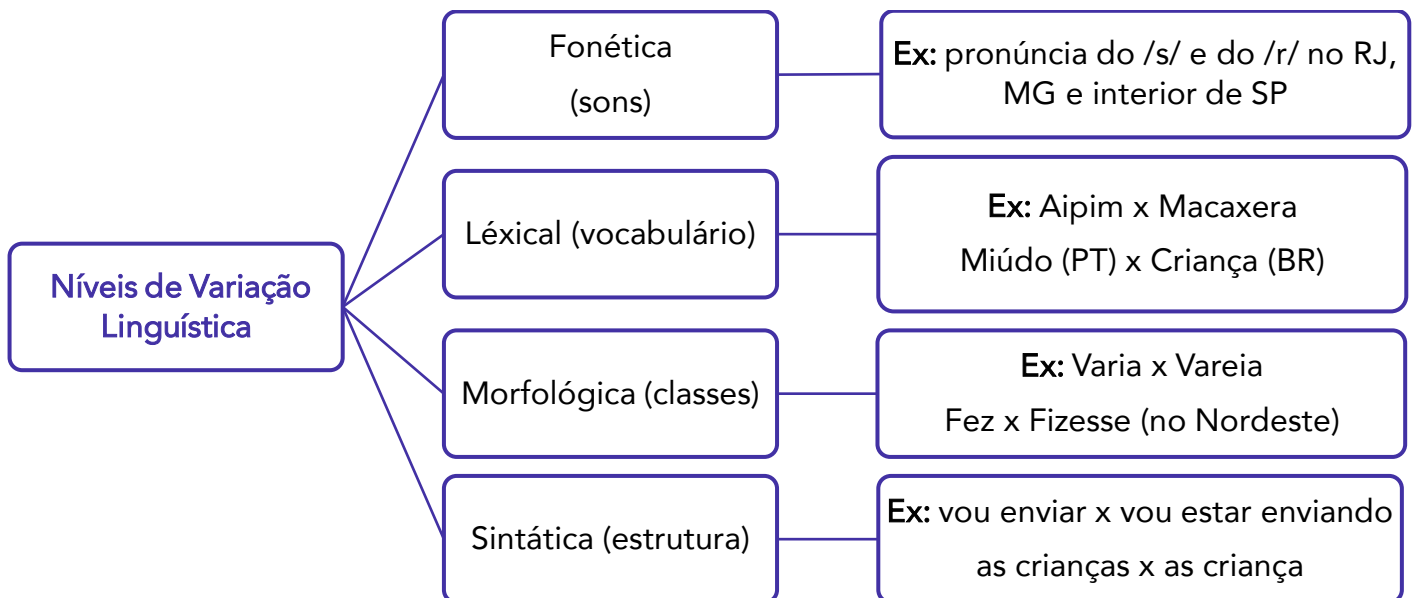 Níveis de Variação
Linguística
Fonética
(sons)
Ex: pronúncia do /s/ e do /r/ no RJ,
MG e interior de SP
Léxical (vocabulário)
Ex: Aipim x Macaxera
Miúdo (PT) x Criança (BR)
Morfológica (classes)
Ex: Varia x Vareia
Fez x Fizesse (no Nordeste)
Sintática (estrutura)
Ex: vou enviar x vou estar enviando
as crianças x as criança